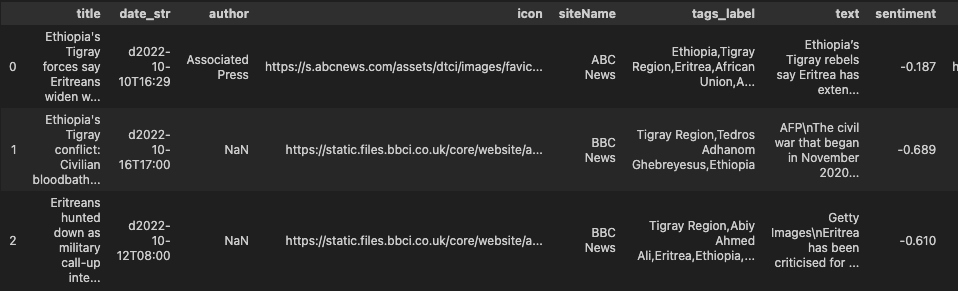 title date_str author icon siteName tags_label text sentiment
0 Ethiopia's Tigray forces say Eritreans widen w... d2022-10-10T16:29 Associated Press https://s.abcnews.com/assets/dtci/images/favic... ABC News Ethiopia,Tigray Region,Eritrea,African Union,A... Ethiopia’s Tigray rebels say Eritrea has exten... -0.187 h
1 Ethiopia's Tigray conflict: Civilian bloodbath... d2022-10-16T17:00 NaN https://static.files.bbci.co.uk/core/website/a... BBC News Tigray Region,Tedros Adhanom Ghebreyesus,Ethiopia AFP\nThe civil war that began in November 2020... -0.689
2 Eritreans hunted down as military call-up inte... d2022-10-12T08:00 NaN https://static.files.bbci.co.uk/core/website/a... BBC News Tigray Region,Abiy Ahmed Ali,Eritrea,Ethiopia,... Getty Images\nEritrea has been criticised for ... -0.610